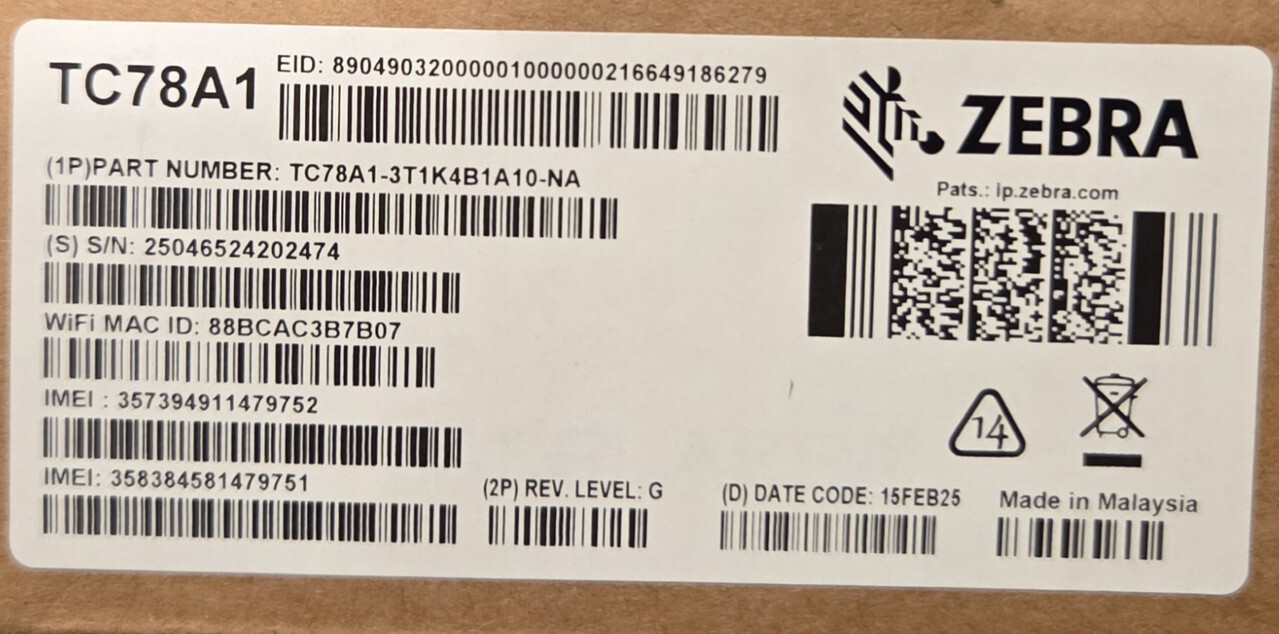 TC78A1
EID: 89049032000001000000216649186279
ZEBRA
Pats.: ip.zebra.com
(1P)PART NUMBER: TC78A1-3T1K4B1A10-NA
(S) S/N: 25046524202474
WiFi MAC ID: 88BCAC3B7B07
IMEI : 357394911479752
14
IMEI: 358384581479751
(2P) REV. LEVEL: G
(D) DATE CODE: 15FEB25
Made in Malaysia